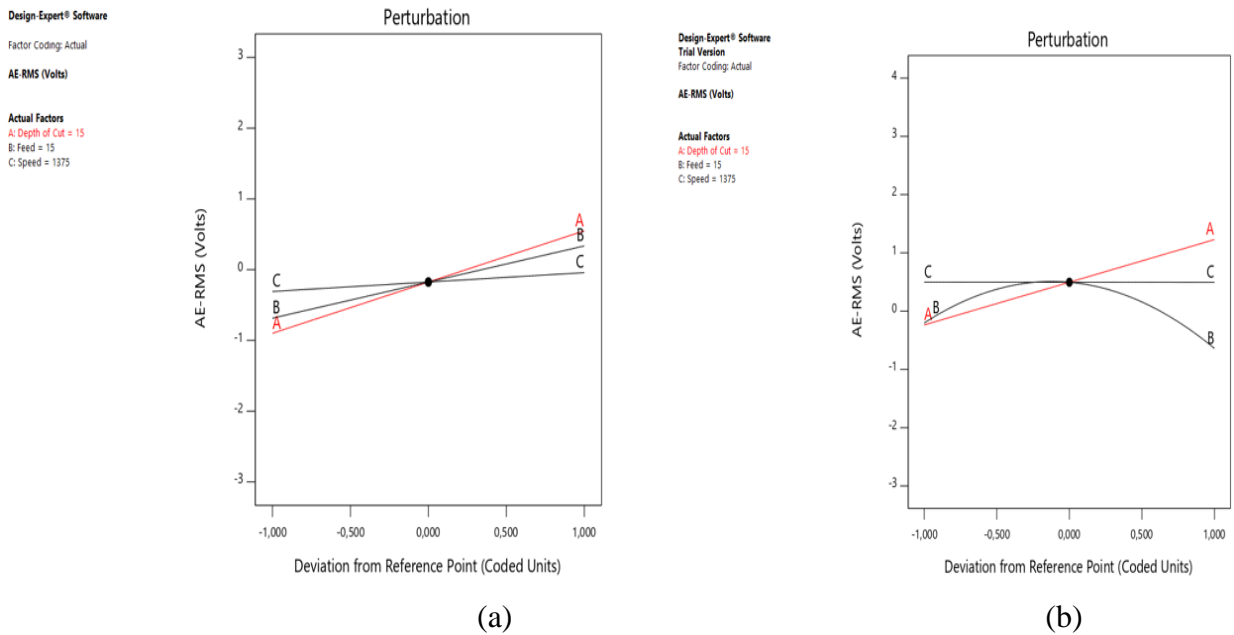 Design-Expert® Software
Factor Coding: Actual
AE-RMS (Volts)
Actual Factors
A: Depth of Cut = 15
B: Feed = 15
C: Speed = 1375
Perturbation
AE-RMS (Volts)
3
2
1
0
-1
-2
-3
A
B
C
C
B
A
-1,000
-0,500
0,000
0,500
1,000
Deviation from Reference Point (Coded Units)
(a)
Design-Expert® Software
Trial Version
Factor Coding: Actual
AE-RMS (Volts)
Actual Factors
A: Depth of Cut = 15
B: Feed = 15
C: Speed = 1375
Perturbation
AE-RMS (Volts)
4
3
2
1
0
-1
-2
-3
A
C
C
A
B
B
-1,000
-0,500
0,000
0,500
1,000
Deviation from Reference Point (Coded Units)
(b)